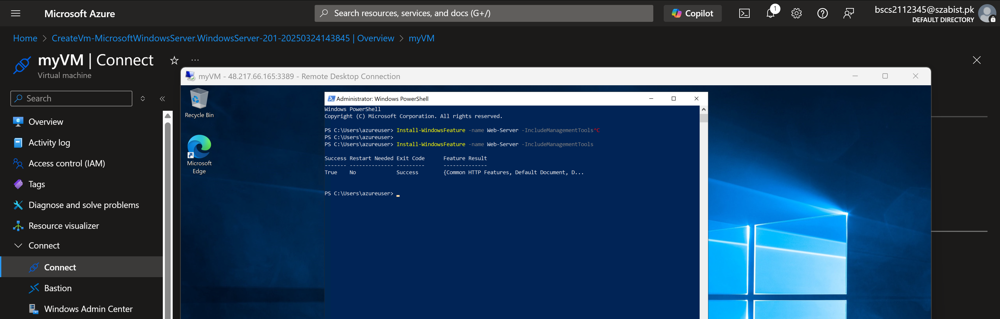 Microsoft Azure
Search resources, services, and docs (G+/)
Copilot
1
bscs2112345@szabist.pk
DEFAULT DIRECTORY
Home > CreateVm-MicrosoftWindowsServer.WindowsServer-201-20250324143845 | Overview > myVM
myVM | Connect
Virtual machine
Search
Overview
Activity log
Access control (IAM)
Tags
Diagnose and solve problems
Resource visualizer
Connect
Connect
Bastion
Windows Admin Center
myVM - 48.217.66.165:3389 - Remote Desktop Connection
Recycle Bin
Microsoft
Edge
Administrator: Windows PowerShell
Windows PowerShell
Copyright (C) Microsoft Corporation. All rights reserved.
PS C:\Users\azureuser> Install-WindowsFeature -name Web-Server -IncludeManagementTools^C
PS C:\Users\azureuser>
PS C:\Users\azureuser> Install-WindowsFeature -name Web-Server -IncludeManagementTools
Success Restart Needed Exit Code      Feature Result
------- -------------- ---------      --------------
True    No             Success        {Common HTTP Features, Default Document, D...
PS C:\Users\azureuser>